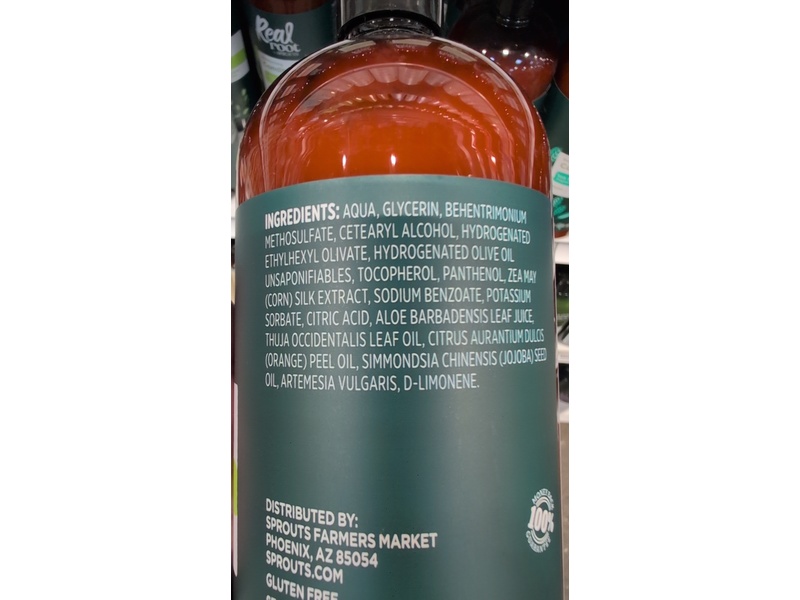 Real
root
INGREDIENTS: AQUA, GLYCERIN, BEHENTRIMONIUM
METHOSULFATE, CETEARYL ALCOHOL, HYDROGENATED
ETHYLHEXYL OLIVATE, HYDROGENATED OLIVE OIL
UNSAPONIFIABLES, TOCOPHEROL, PANTHENOL, ZEA MAY
(CORN) SILK EXTRACT, SODIUM BENZOATE, POTASSIUM
SORBATE, CITRIC ACID, ALOE BARBADENSIS LEAF JUICE,
THUJA OCCIDENTALIS LEAF OIL, CITRUS AURANTIUM DULCIS
(ORANGE) PEEL OIL, SIMMONDSIA CHINENSIS (JOJOBA) SEED
OIL, ARTEMESIA VULGARIS, D-LIMONENE.
DISTRIBUTED BY:
SPROUTS FARMERS MARKET
PHOENIX, AZ 85054
SPROUTS.COM
GLUTEN FREE
MONEY BACK
100%
GUARANTEE